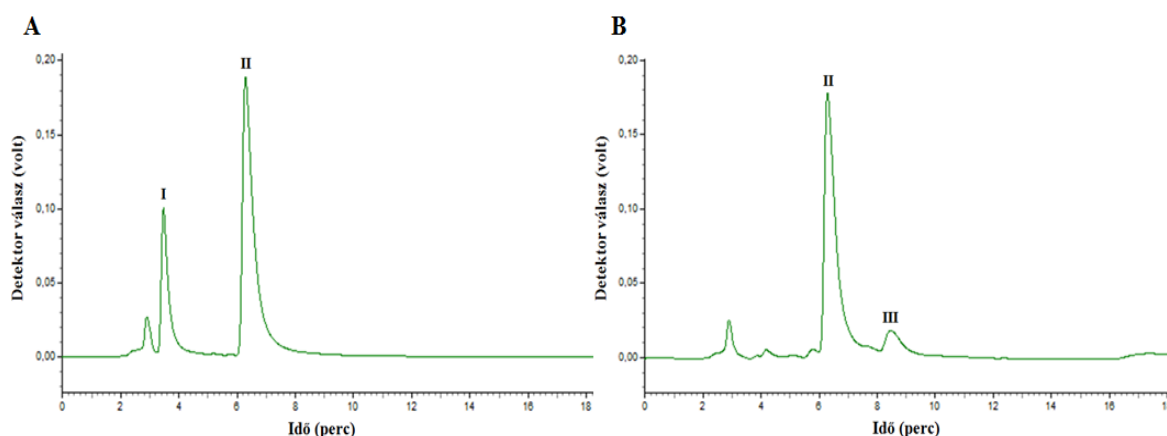 A
Detektor válasz (volt)
0,20
0,15
0,10
0,05
0,00
I
II
0 2 4 6 8 10 12 14 16 18
Idő (perc)
B
Detektor válasz (volt)
0,20
0,15
0,10
0,05
0,00
II
III
0 2 4 6 8 10 12 14 16 18
Idő (perc)